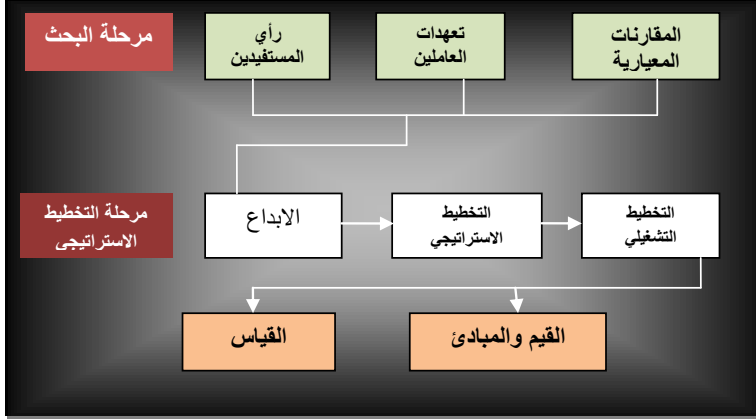 مرحلة البحث
المقارنات
المعيارية
تعهدات
العاملين
رأي
المستفيدين
مرحلة التخطيط
الاستراتيجى
الابداع
التخطيط
الاستراتيجي
التخطيط
التشغيلي
القياس
القيم والمبادئ